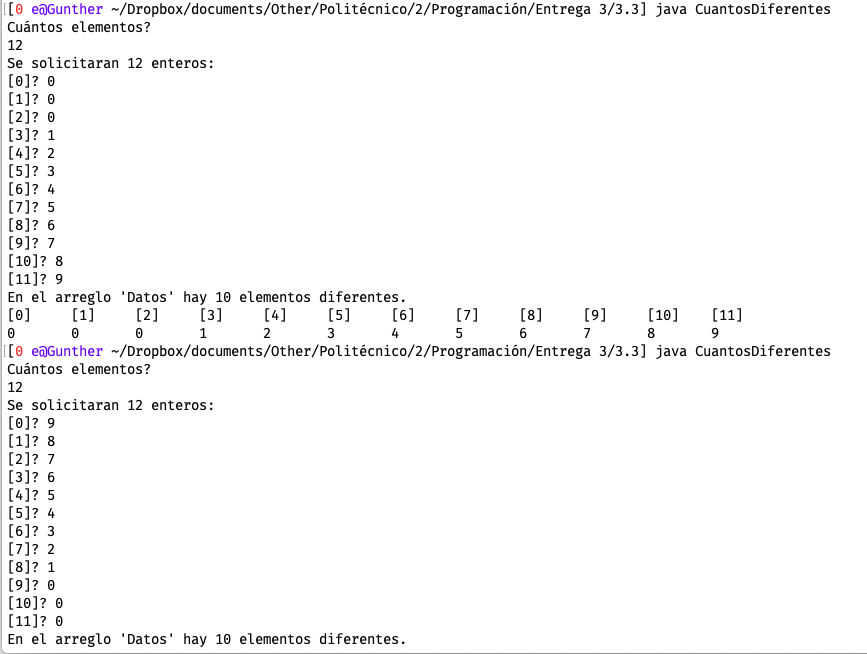 [0 e@Gunther ~/Dropbox/documents/Other/Politécnico/2/Programación/Entrega 3/3.3] java CuantosDiferentes
Cuántos elementos?
12
Se solicitaran 12 enteros:
[0]? 0
[1]? 0
[2]? 0
[3]? 1
[4]? 2
[5]? 3
[6]? 4
[7]? 5
[8]? 6
[9]? 7
[10]? 8
[11]? 9
En el arreglo 'Datos' hay 10 elementos diferentes.
[0] [1] [2] [3] [4] [5] [6] [7] [8] [9] [10] [11]
0 0 0 1 2 3 4 5 6 7 8 9
[0 e@Gunther ~/Dropbox/documents/Other/Politécnico/2/Programación/Entrega 3/3.3] java CuantosDiferentes
Cuántos elementos?
12
Se solicitaran 12 enteros:
[0]? 9
[1]? 8
[2]? 7
[3]? 6
[4]? 5
[5]? 4
[6]? 3
[7]? 2
[8]? 1
[9]? 0
[10]? 0
[11]? 0
En el arreglo 'Datos' hay 10 elementos diferentes.